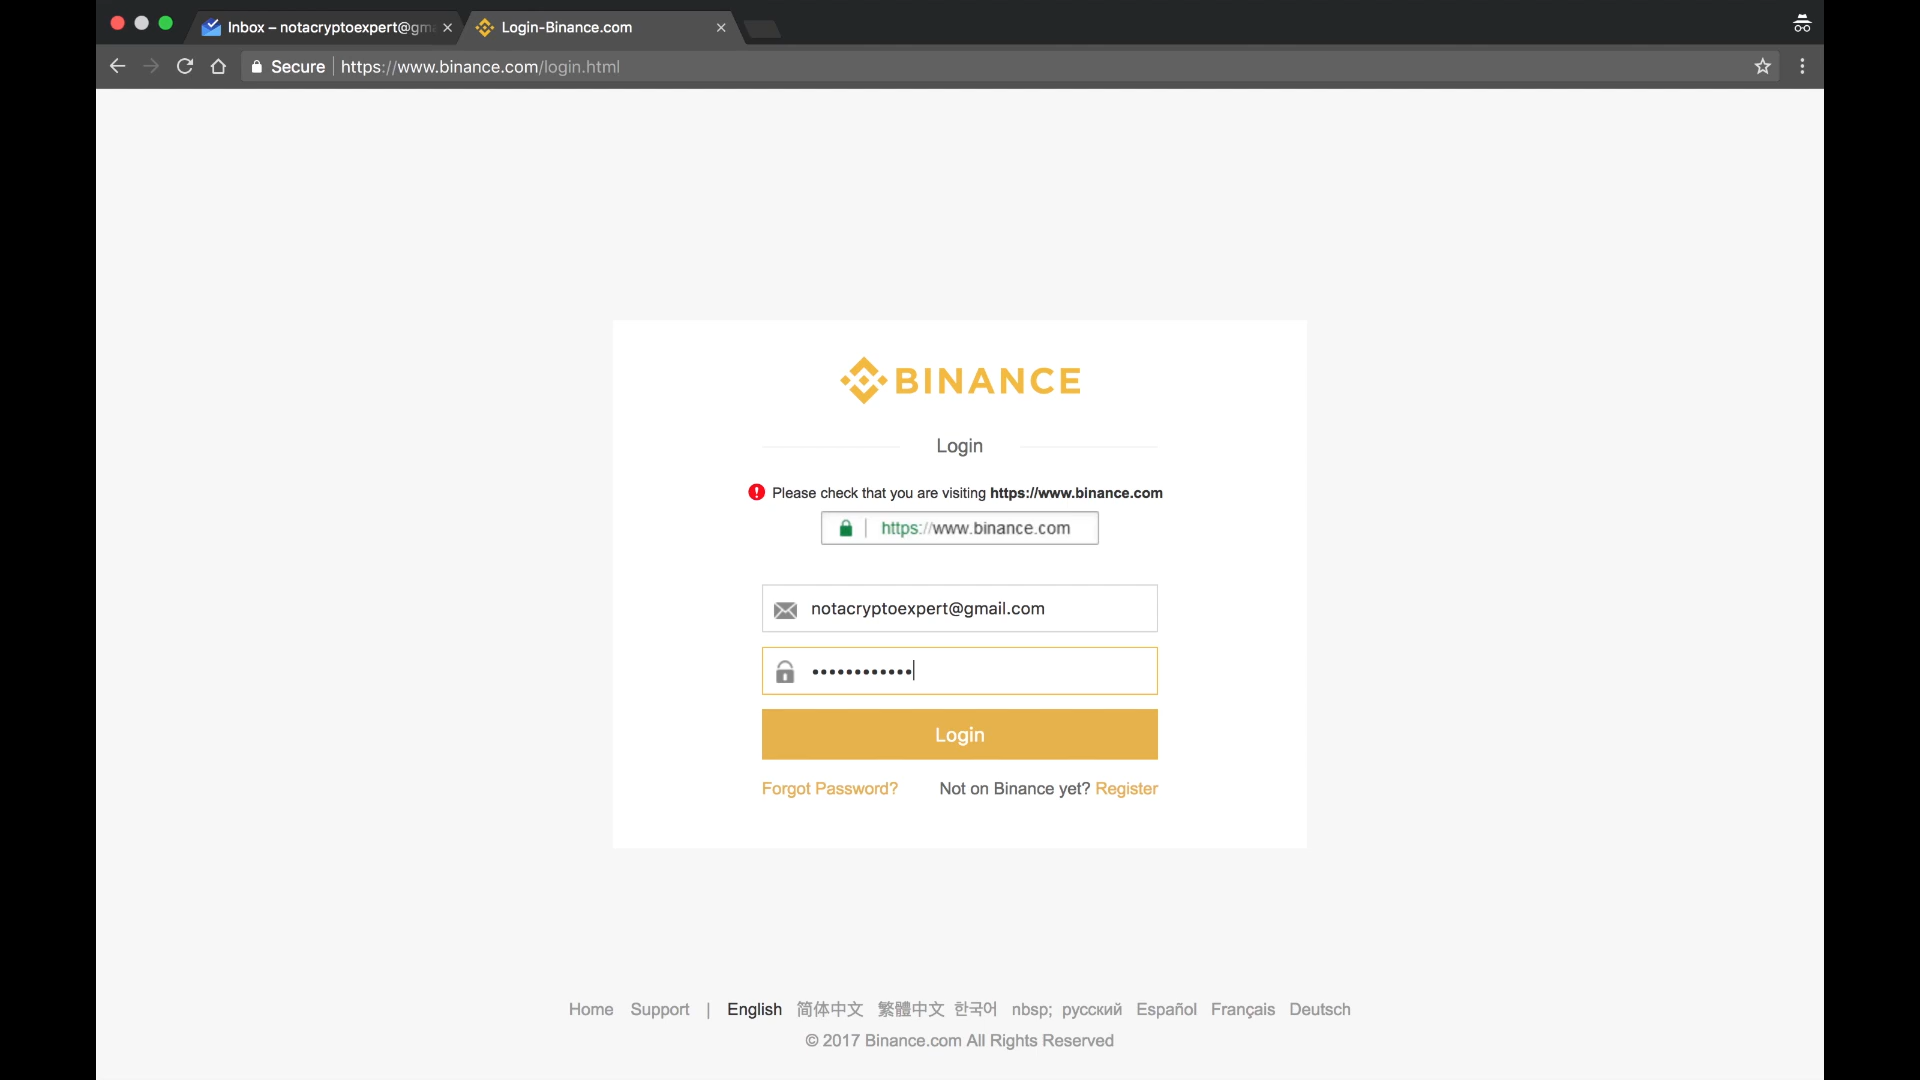 Inbox – notacryptoexpert@gm
Login-Binance.com
Secure https://www.binance.com/login.html
BINANCE
Login
Please check that you are visiting https://www.binance.com
https://www.binance.com
notacryptoexpert@gmail.com
Login
Forgot Password? Not on Binance yet? Register
Home Support | English 简体中文 繁體中文 한국어 nbsp; русский Español Français Deutsch
© 2017 Binance.com All Rights Reserved